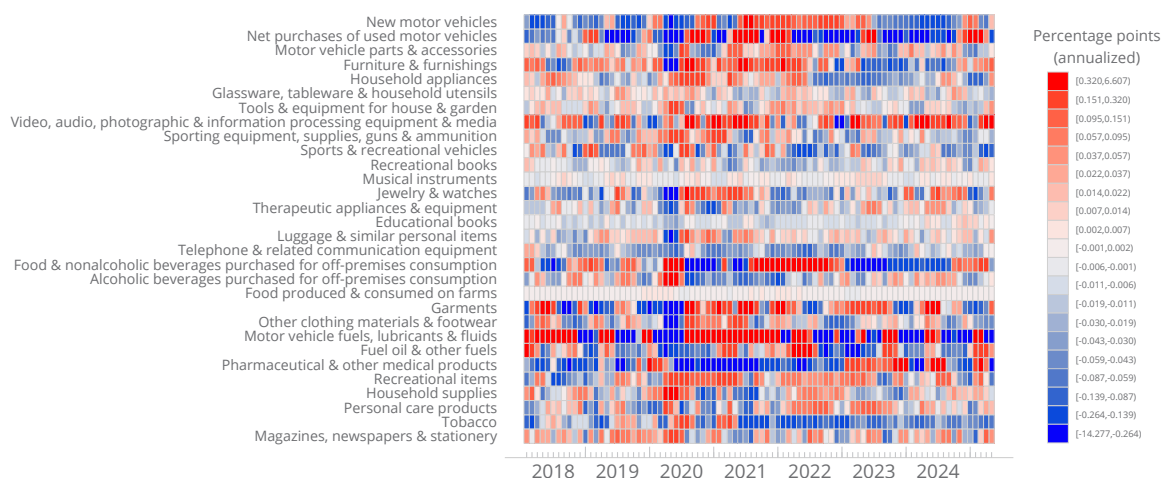 New motor vehicles
Net purchases of used motor vehicles
Motor vehicle parts & accessories
Furniture & furnishings
Household appliances
Glassware, tableware & household utensils
Tools & equipment for house & garden
Video, audio, photographic & information processing equipment & media
Sporting equipment, supplies, guns & ammunition
Sports & recreational vehicles
Recreational books
Musical instruments
Jewelry & watches
Therapeutic appliances & equipment
Educational books
Luggage & similar personal items
Telephone & related communication equipment
Food & nonalcoholic beverages purchased for off-premises consumption
Alcoholic beverages purchased for off-premises consumption
Food produced & consumed on farms
Garments
Other clothing materials & footwear
Motor vehicle fuels, lubricants & fluids
Fuel oil & other fuels
Pharmaceutical & other medical products
Recreational items
Household supplies
Personal care products
Tobacco
Magazines, newspapers & stationery
2018 2019 2020 2021 2022 2023 2024
Percentage points
(annualized)
[0.320,6.607)
[0.151,0.320)
[0.095,0.151)
[0.057,0.095)
[0.037,0.057)
[0.022,0.037)
[0.014,0.022)
[0.007,0.014)
[0.002,0.007)
[-0.001,0.002)
[-0.006,-0.001)
[-0.011,-0.006)
[-0.019,-0.011)
[-0.030,-0.019)
[-0.043,-0.030)
[-0.059,-0.043)
[-0.087,-0.059)
[-0.139,-0.087)
[-0.264,-0.139)
[-14.277,-0.264)